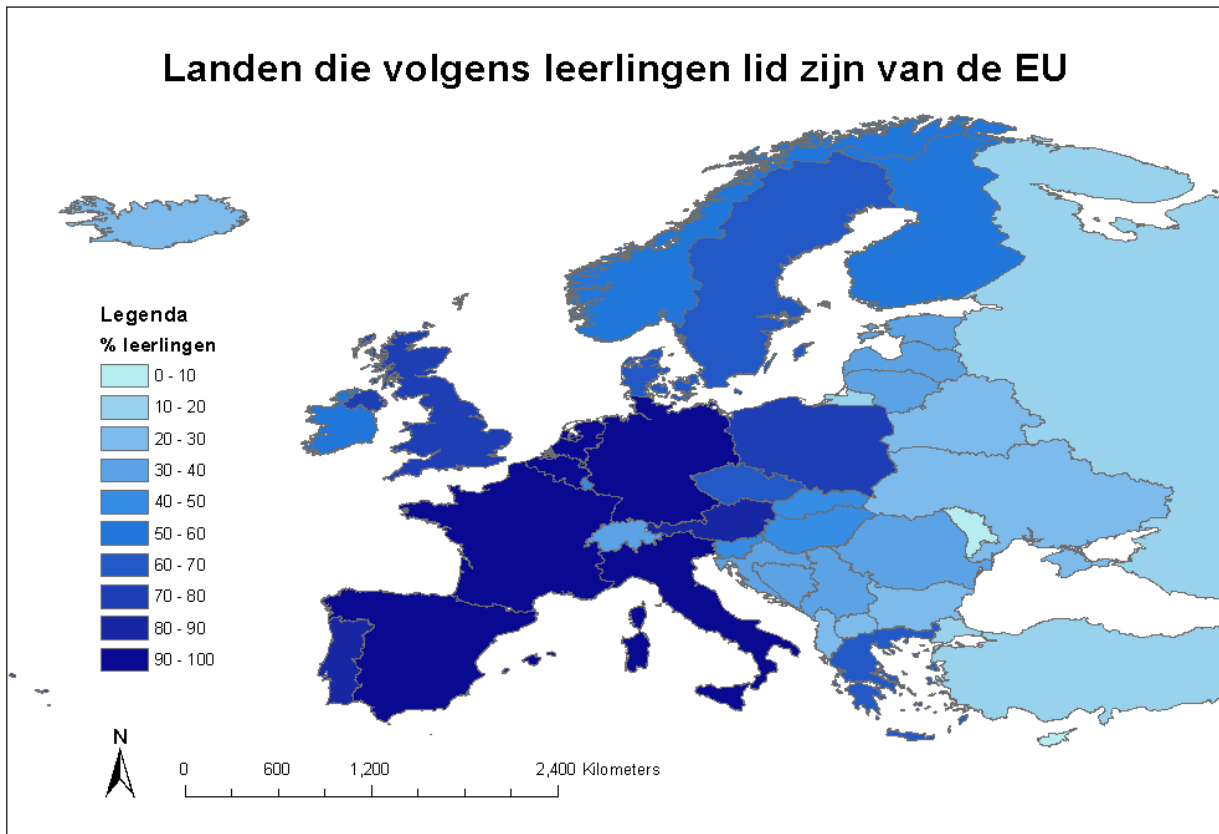 Landen die volgens leerlingen lid zijn van de EU
Legenda
% leerlingen
0 - 10
10 - 20
20 - 30
30 - 40
40 - 50
50 - 60
60 - 70
70 - 80
80 - 90
90 - 100
N
0 600 1,200 2,400 Kilometers